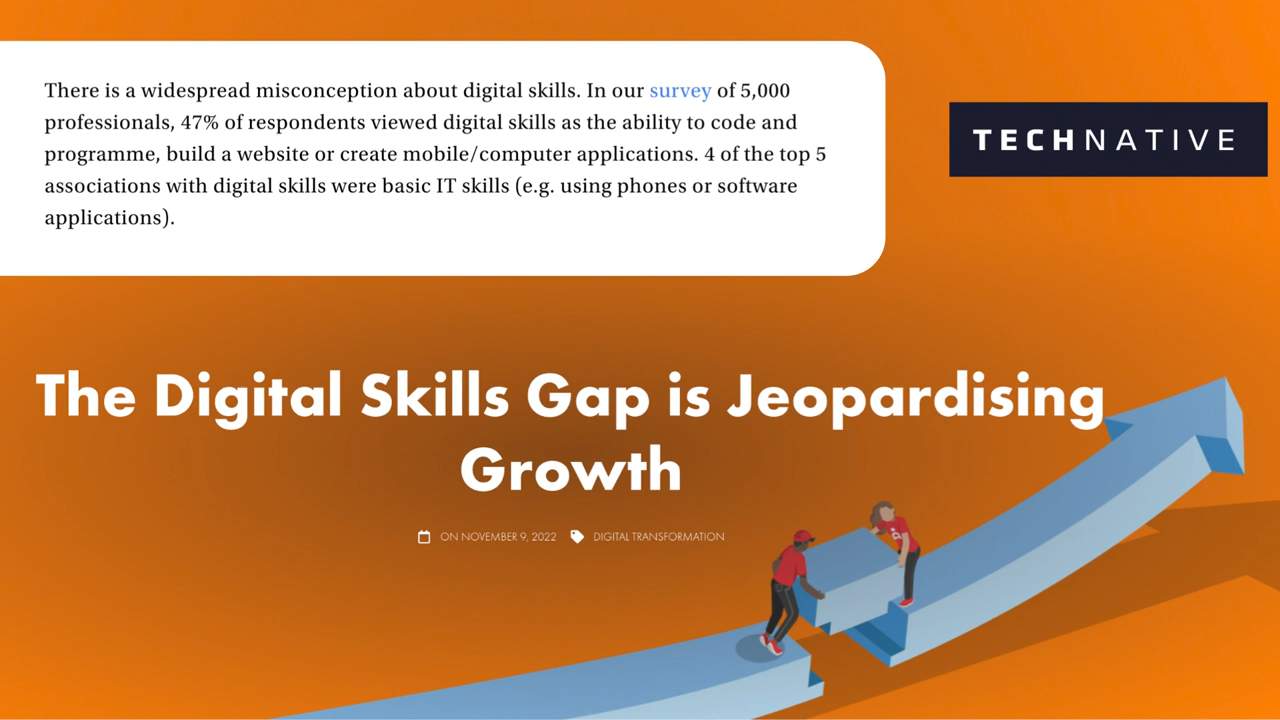 There is a widespread misconception about digital skills. In our survey of 5,000
professionals, 47% of respondents viewed digital skills as the ability to code and
programme, build a website or create mobile/computer applications. 4 of the top 5
associations with digital skills were basic IT skills (e.g. using phones or software
applications).
TECHNATIVE
The Digital Skills Gap is Jeopardising
Growth
ON NOVEMBER 9, 2022 DIGITAL TRANSFORMATION